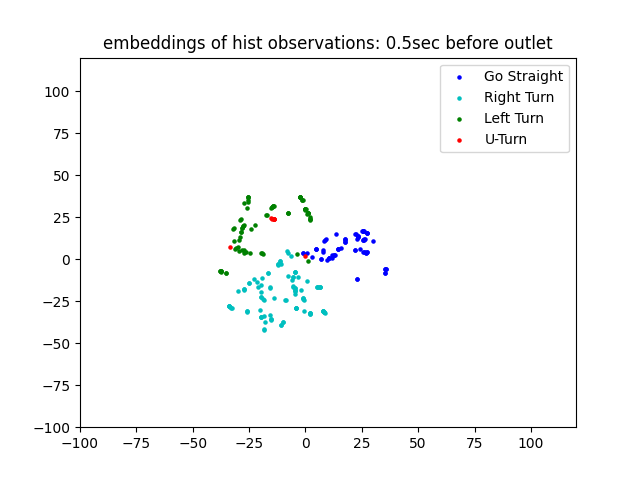 embeddings of hist observations: 0.5sec before outlet
Go Straight
Right Turn
Left Turn
U-Turn
100
75
50
25
0
−25
−50
−75
−100
−100 −75 −50 −25 0 25 50 75 100